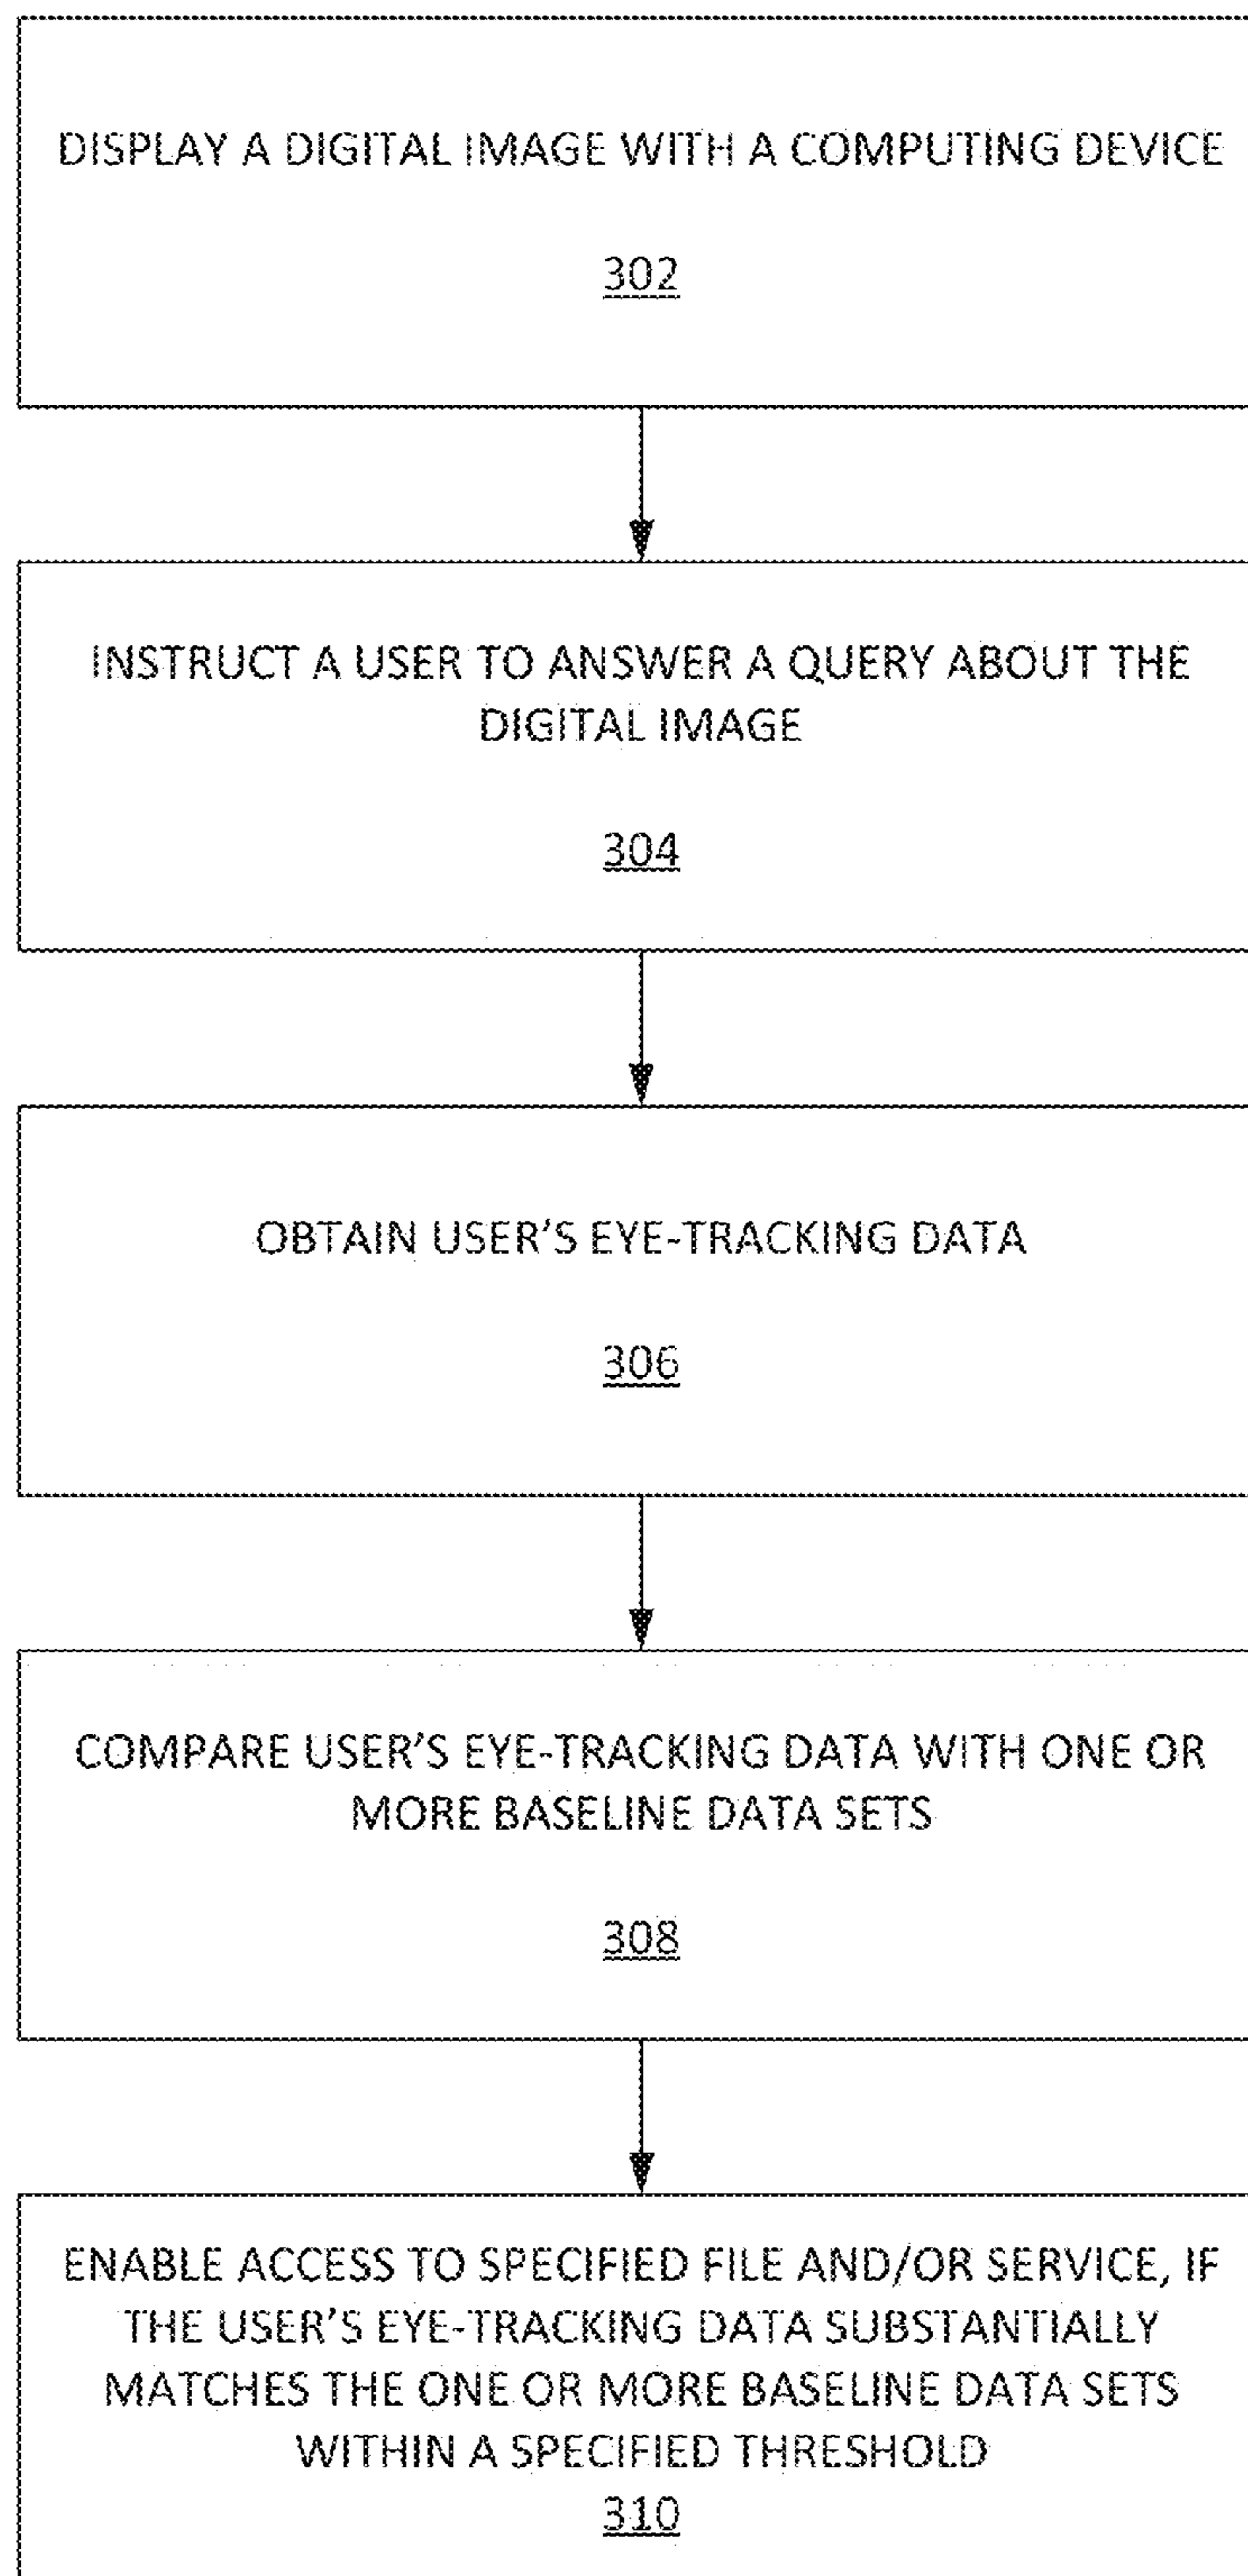 DISPLAY A DIGITAL IMAGE WITH A COMPUTING DEVICE
302
INSTRUCT A USER TO ANSWER A QUERY ABOUT THE
DIGITAL IMAGE
304
OBTAIN USER'S EYE-TRACKING DATA
306
COMPARE USER'S EYE-TRACKING DATA WITH ONE OR
MORE BASELINE DATA SETS
308
ENABLE ACCESS TO SPECIFIED FILE AND/OR SERVICE, IF
THE USER'S EYE-TRACKING DATA SUBSTANTIALLY
MATCHES THE ONE OR MORE BASELINE DATA SETS
WITHIN A SPECIFIED THRESHOLD
310